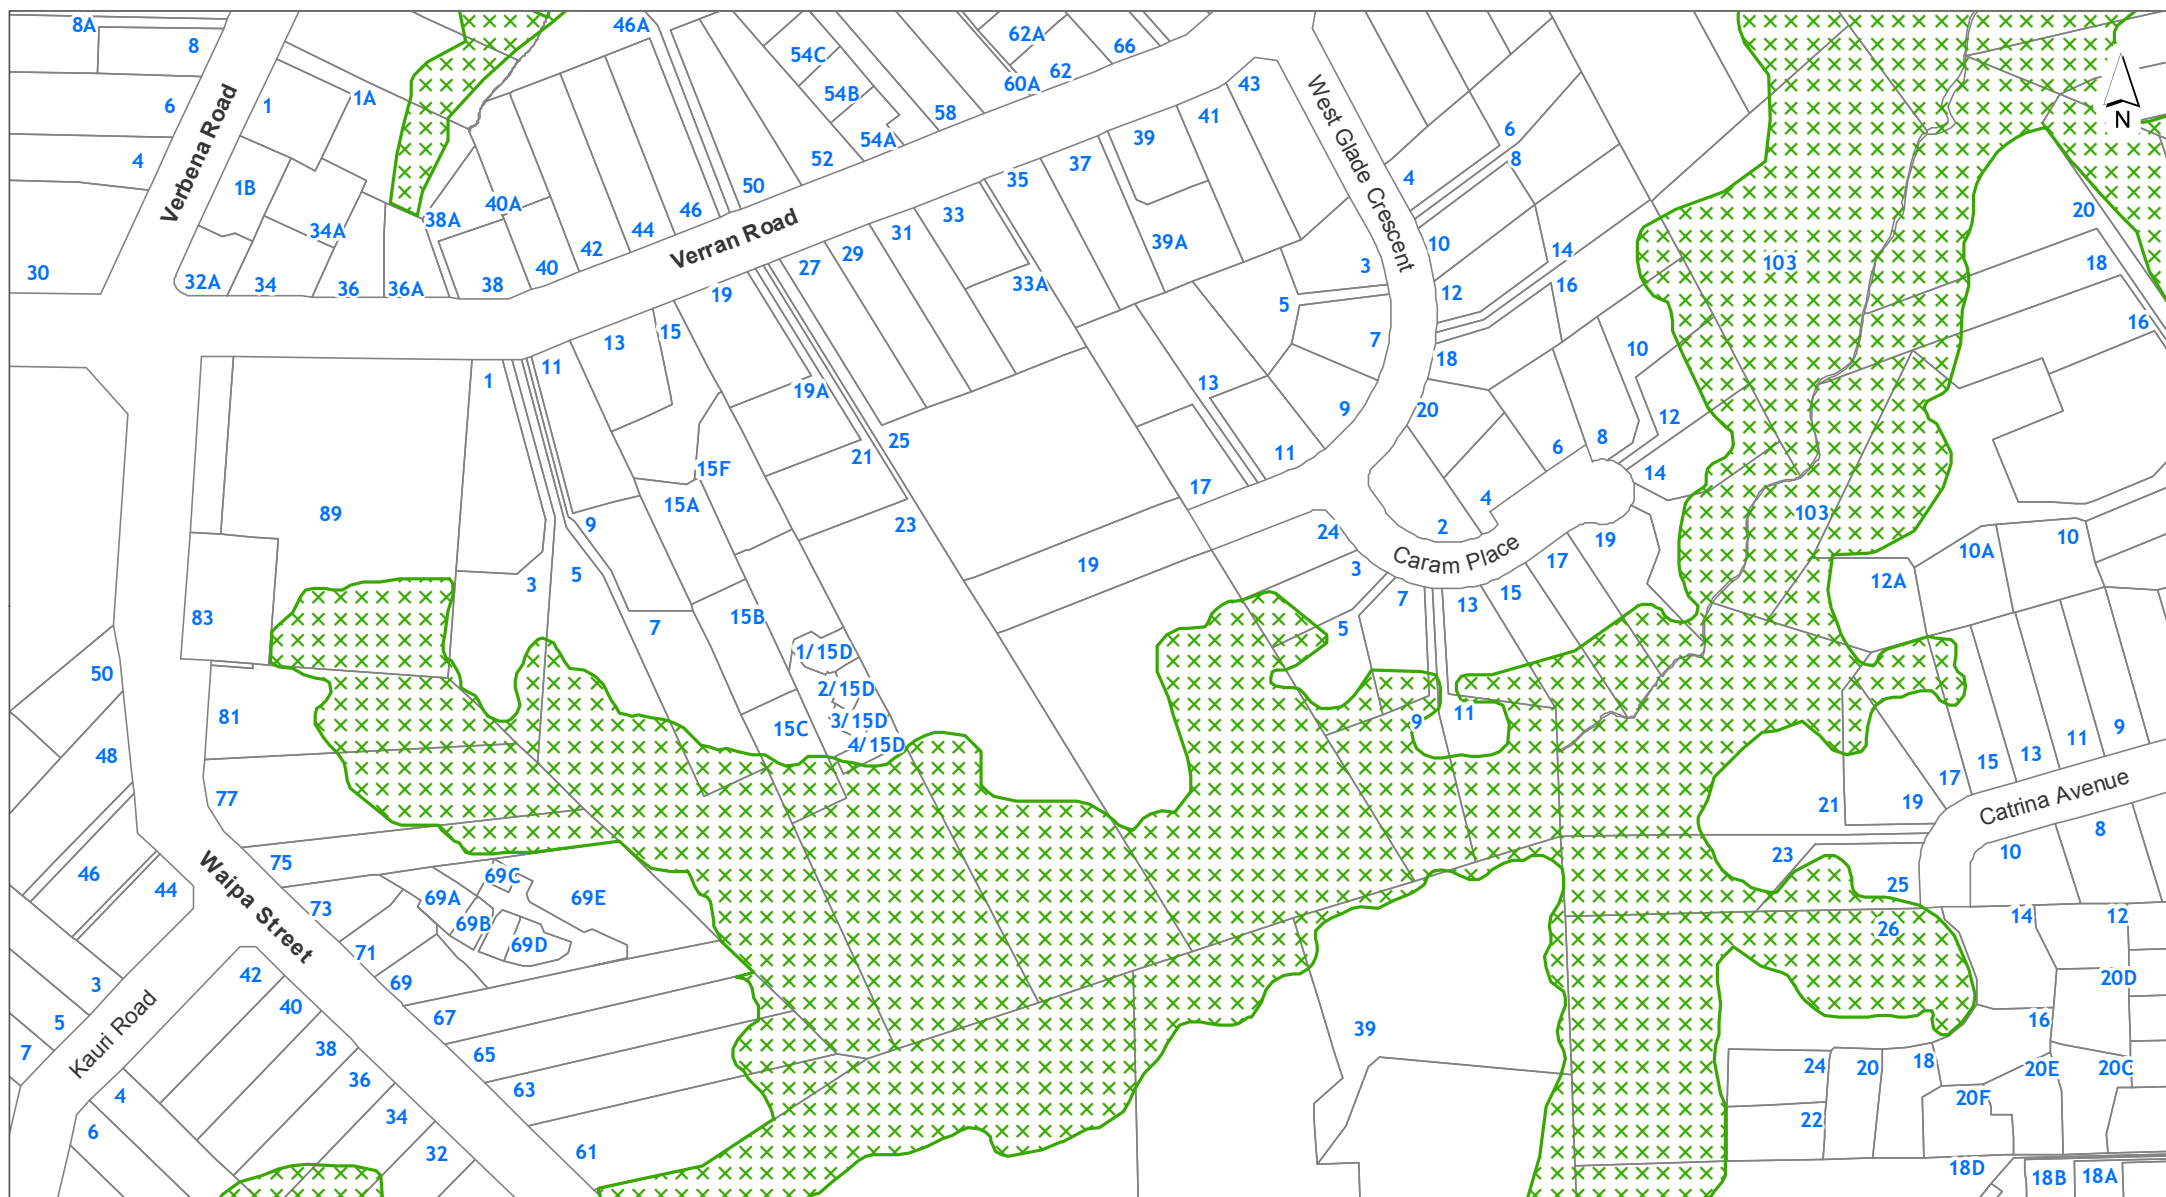 8A
8
46A
54C
62A
66
6
1
1A
54B
60A
62
58
43
41
39
West Glade Crescent
N
4
Verbena Road
1B
34A
38A
40A
54A
52
50
46
44
42
Verran Road
35
37
33
31
29
27
39A
33A
4
6
8
10
14
12
16
3
5
7
18
20
103
20
18
16
30
32A
34
36
36A
38
40
19
13
15
11
1
19A
25
21
23
13
9
11
17
20
10
12
8
6
14
4
2
24
Caram Place
103
89
15F
15A
9
3
5
7
83
15B
1/15D
2/15D
3/15D
4/15D
15C
19
3
5
7
13
15
17
19
9
11
10A
10
12A
50
48
81
77
75
73
46
44
Waipa Street
69A
69B
69C
69D
69E
71
69
67
65
63
61
3
5
7
Kauri Road
42
40
38
36
34
32
4
6
39
21
19
17
15
13
11
9
Catrina Avenue
8
10
23
25
26
14
12
20D
16
24
20
18
20E
20C
20F
22
18D
18B
18A